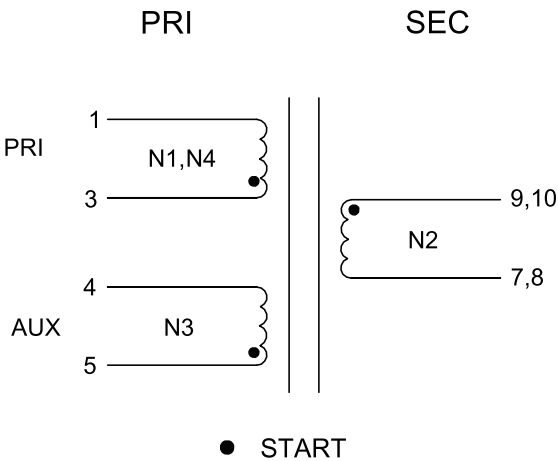 PRI SEC
1
PRI N1,N4
3 9,10
N2
4 7,8
AUX N3
5
START